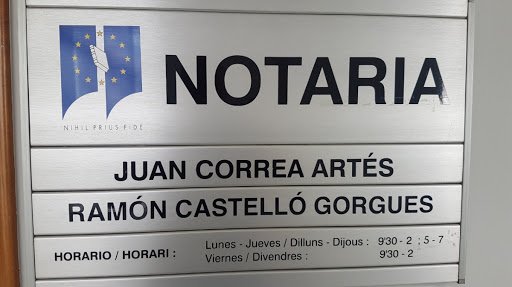 NOTARIA
NIHIL PRIUS FIDE
JUAN CORREA ARTÉS
RAMÓN CASTELLÓ GORGUES
HORARIO / HORARI : Lunes - Jueves / Dilluns - Dijous : 9'30 - 2 ; 5 - 7
Viernes / Divendres : 9'30 - 2